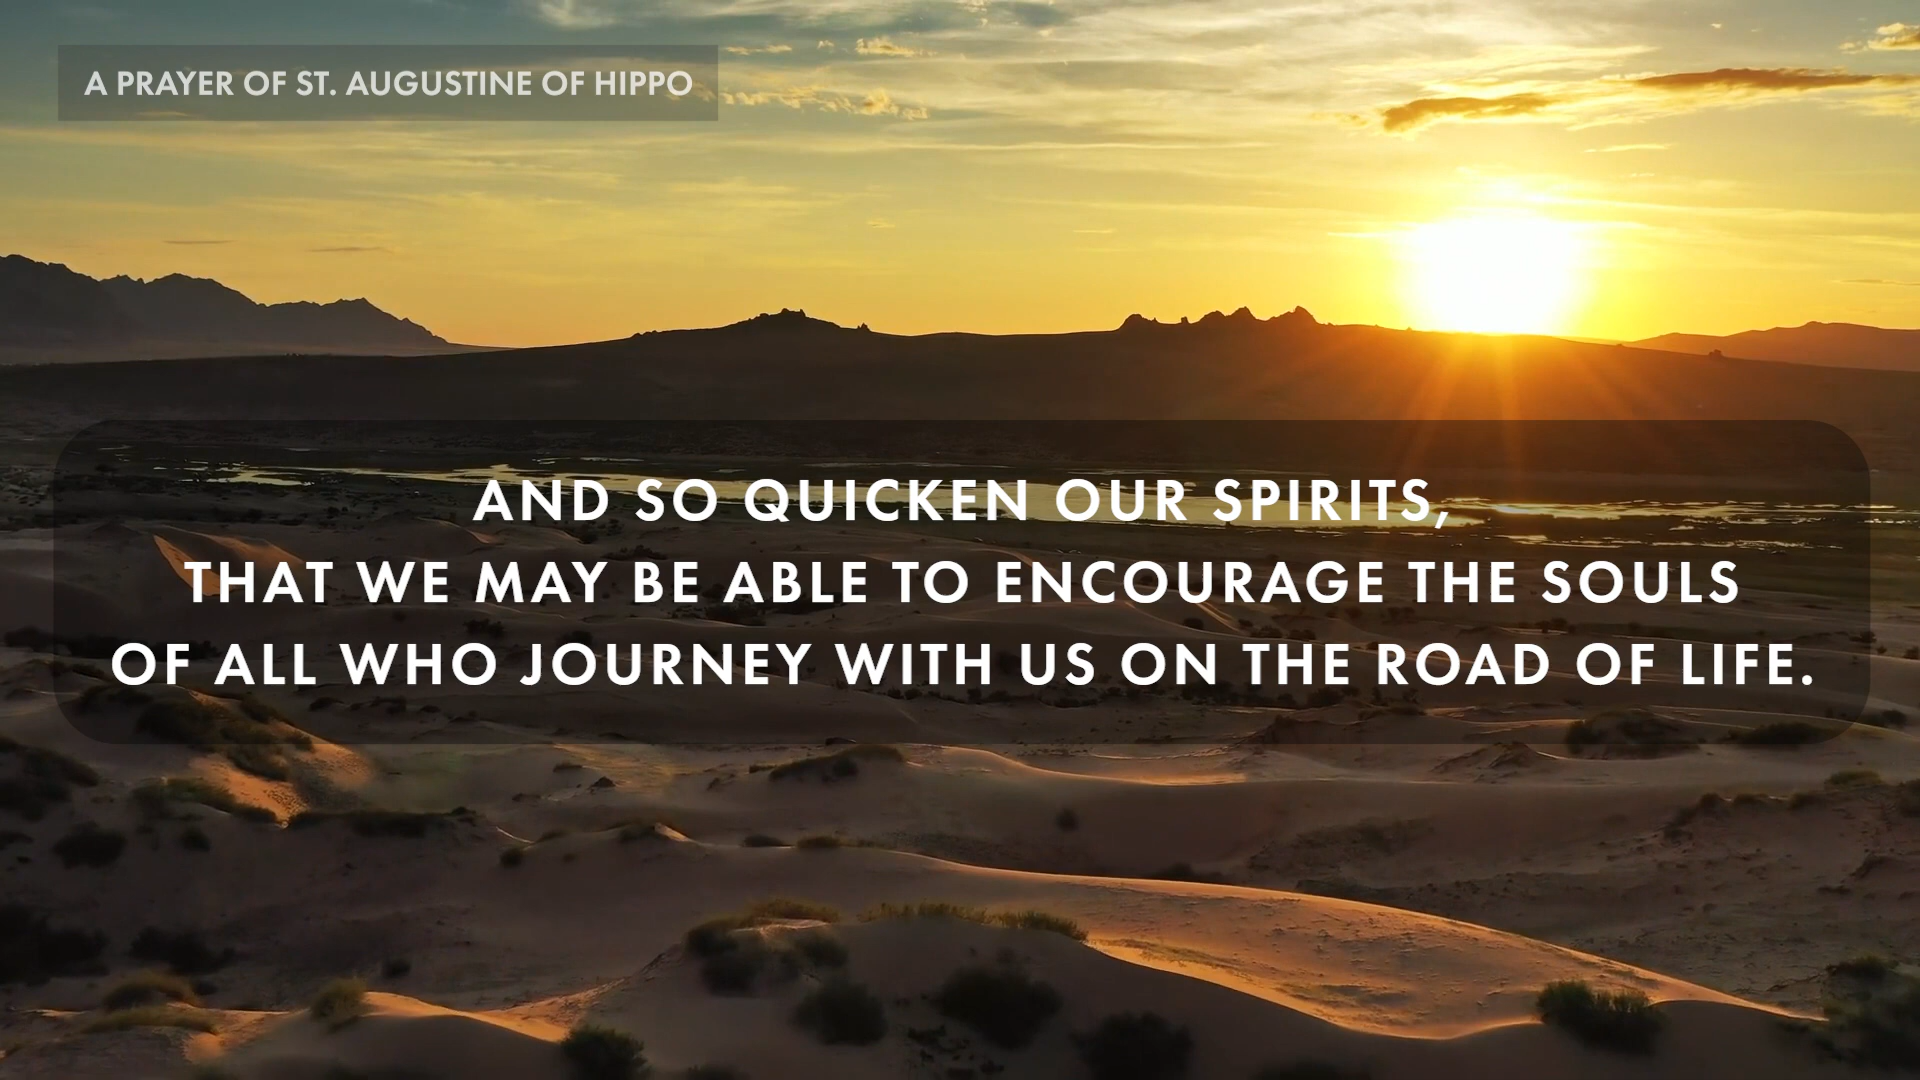 A PRAYER OF ST. AUGUSTINE OF HIPPO
AND SO QUICKEN OUR SPIRITS,
THAT WE MAY BE ABLE TO ENCOURAGE THE SOULS
OF ALL WHO JOURNEY WITH US ON THE ROAD OF LIFE.